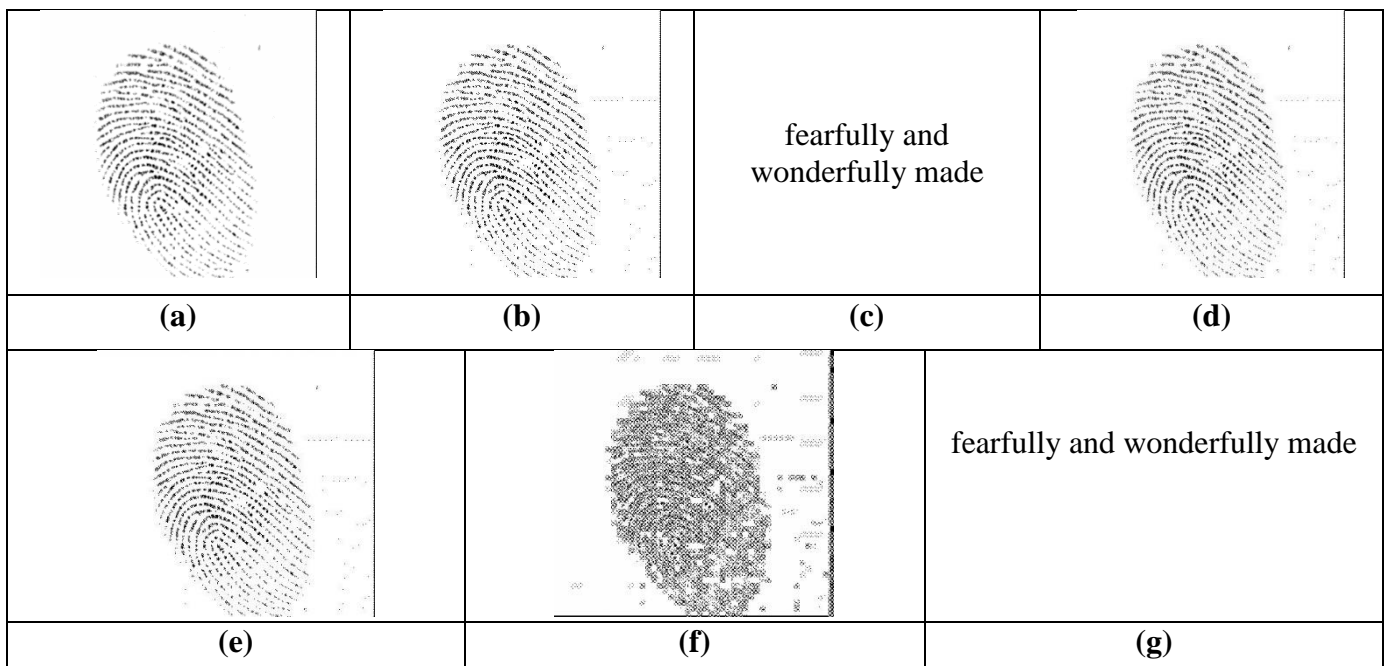 fearfully and
wonderfully made
(a)
(b)
(c)
(d)
fearfully and wonderfully made
(e)
(f)
(g)